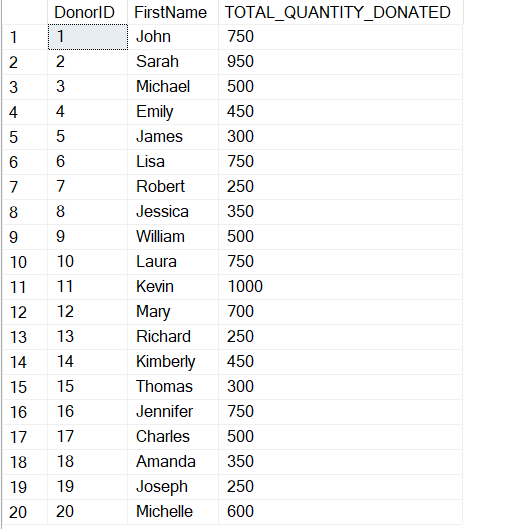 DonorID FirstName TOTAL_QUANTITY_DONATED
1 1 John 750
2 2 Sarah 950
3 3 Michael 500
4 4 Emily 450
5 5 James 300
6 6 Lisa 750
7 7 Robert 250
8 8 Jessica 350
9 9 William 500
10 10 Laura 750
11 11 Kevin 1000
12 12 Mary 700
13 13 Richard 250
14 14 Kimberly 450
15 15 Thomas 300
16 16 Jennifer 750
17 17 Charles 500
18 18 Amanda 350
19 19 Joseph 250
20 20 Michelle 600